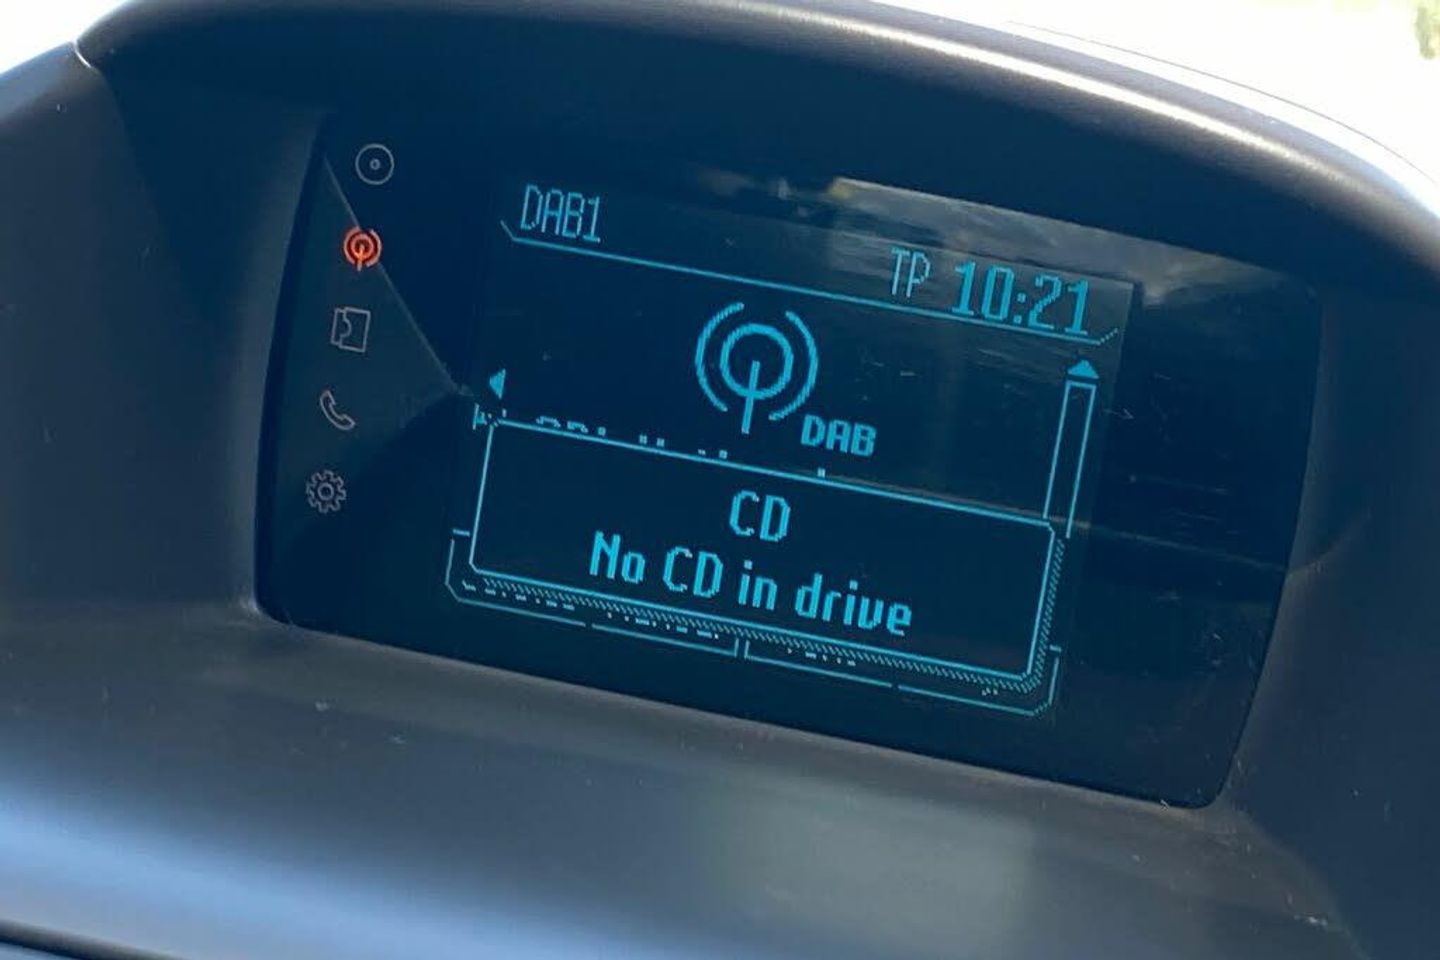 DAB1
TP 10:21
DAB
CD
No CD in drive